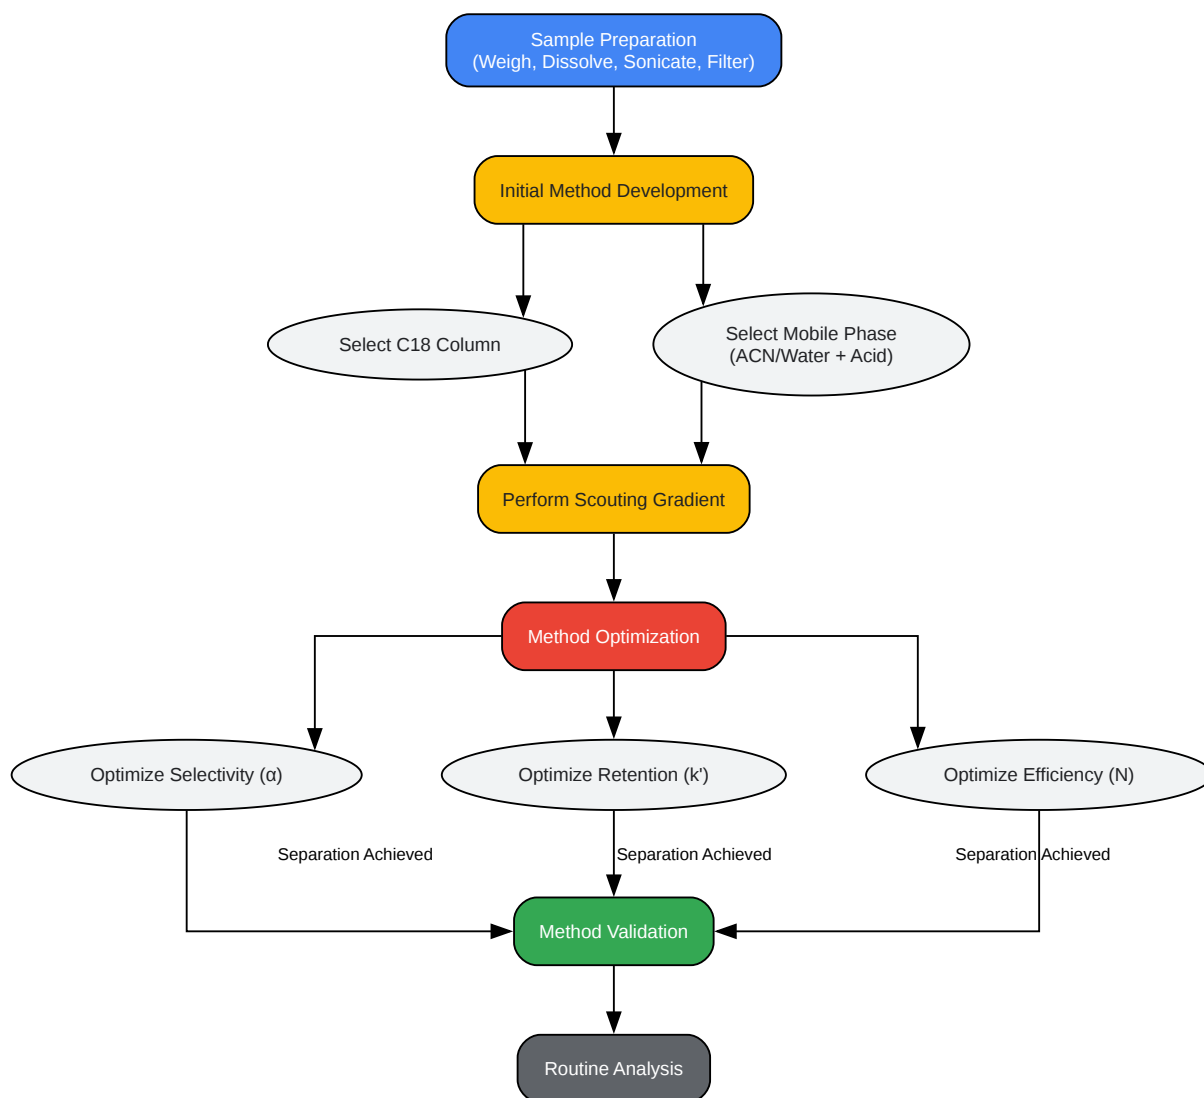 Sample Preparation
(Weigh, Dissolve, Sonicate, Filter)
Initial Method Development
Select C18 Column
Select Mobile Phase
(ACN/Water + Acid)
Perform Scouting Gradient
Method Optimization
Optimize Selectivity (α)
Optimize Retention (k')
Optimize Efficiency (N)
Separation Achieved
Separation Achieved
Separation Achieved
Method Validation
Routine Analysis